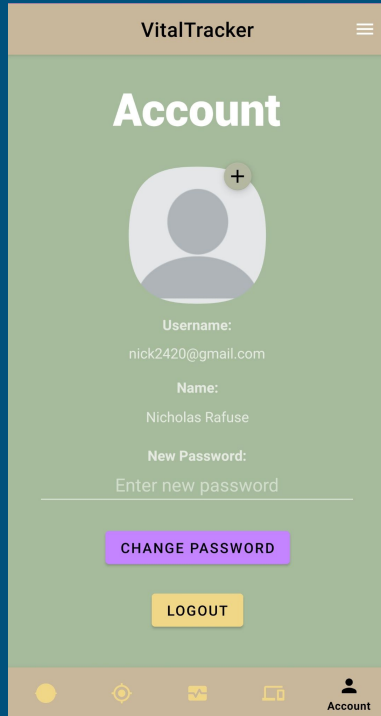 VitalTracker
Account
Username:
nick2420@gmail.com
Name:
Nicholas Rafuse
New Password:
Enter new password
CHANGE PASSWORD
LOGOUT
Account